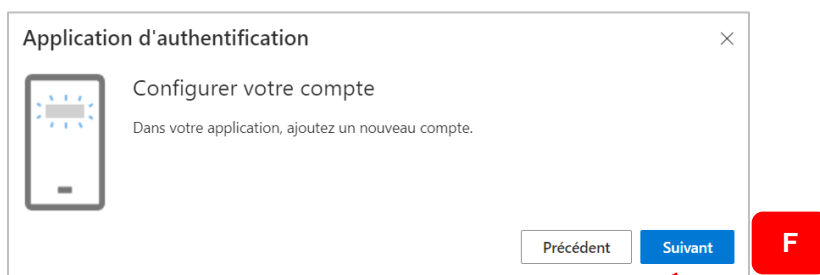 Application d'authentification
Configurer votre compte
Dans votre application, ajoutez un nouveau compte.
Précédent Suivant F